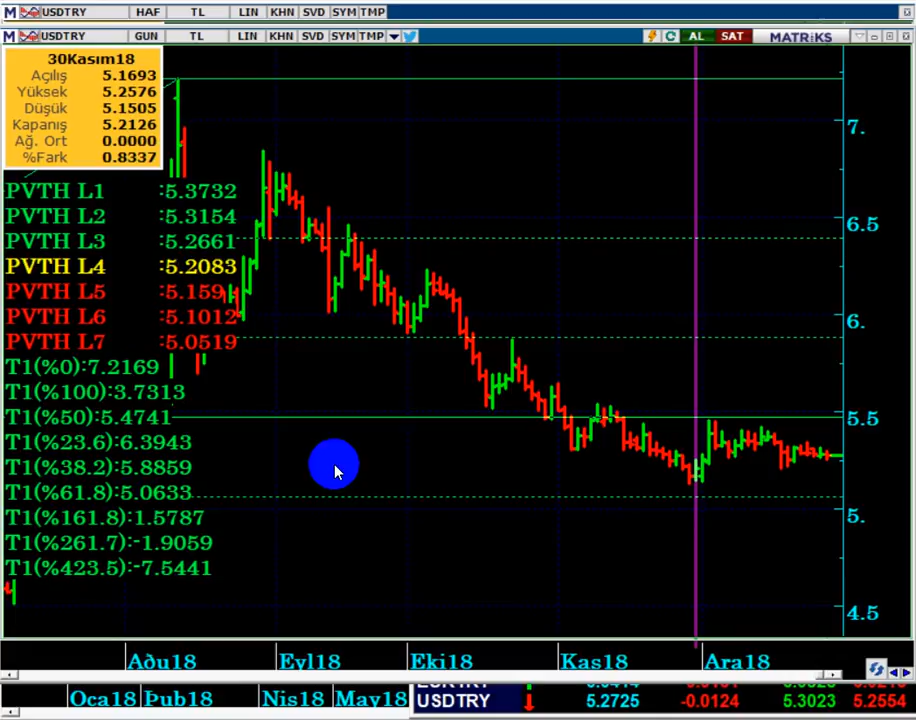 M USDTRY HAF TL LIN KHN SVD SYM TMP
M USDTRY GUN TL LIN KHN SVD SYM TMP AL SAT MATRİKS
30Kasım18
Açılış 5.1693
Yüksek 5.2576
Düşük 5.1505
Kapanış 5.2126
Ağ. Ort 0.0000
%Fark 0.8337
PVTH L1 :5.3732
PVTH L2 :5.3154
PVTH L3 :5.2661
PVTH L4 :5.2083
PVTH L5 :5.159
PVTH L6 :5.1012
PVTH L7 :5.0519
T1(%0):7.2169
T1(%100):3.7313
T1(%50):5.4741
T1(%23.6):6.3943
T1(%38.2):5.8859
T1(%61.8):5.0633
T1(%161.8):1.5787
T1(%261.7):-1.9059
T1(%423.5):-7.5441
7.
6.5
6.
5.5
5.
4.5
Aðu18 Eyl18 Eki18 Kas18 Ara18
Oca18 Þub18 Nis18 May18
USDTRY 5.2725 -0.0124 5.3023 5.2554